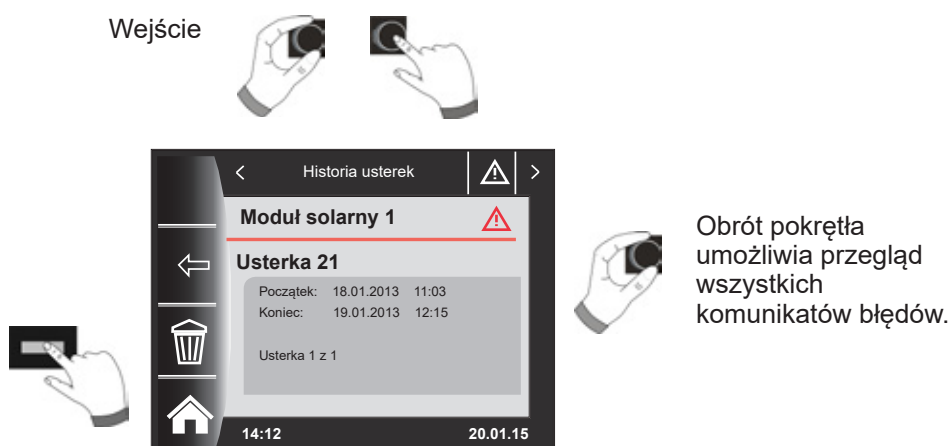 Wejście
Historia usterek
Moduł solarny 1
Usterka 21
Początek: 18.01.2013 11:03
Koniec: 19.01.2013 12:15
Usterka 1 z 1
14:12 20.01.15
Obrót pokrętła
umożliwia przegląd
wszystkich
komunikatów błędów.